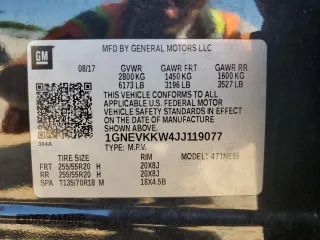 GM
MFD BY GENERAL MOTORS LLC
08/17 GVWR GAWR FRT GAWR RR
2800 KG 1450 KG 1600 KG
6173 LB 3196 LB 3527 LB
THIS VEHICLE CONFORMS TO ALL APPLICABLE
U.S. FEDERAL MOTOR VEHICLE SAFETY
STANDARDS IN EFFECT ON THE DATE OF
MANUFACTURE SHOWN ABOVE.
1GNEVKKW4JJ119077
384A TYPE: M.P.V.
TIRE SIZE RIM MODEL: 471NE56
FRT 255/55R20 H 20X8J
RR 255/55R20 H 20X8J
SPA T135/70R18 M 18X4.5B